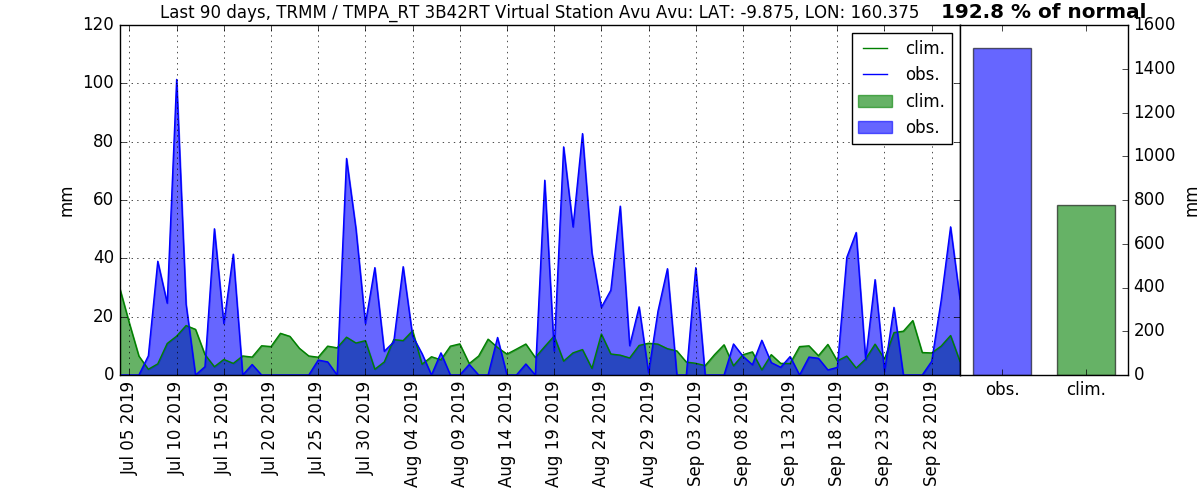 Last 90 days, TRMM / TMPA_RT 3B42RT Virtual Station Avu Avu: LAT: -9.875, LON: 160.375
192.8 % of normal
120
100
80
60
40
20
0
mm
clim.
obs.
clim.
obs.
1600
1400
1200
1000
800
600
400
200
0
mm
Jul 05 2019
Jul 10 2019
Jul 15 2019
Jul 20 2019
Jul 25 2019
Jul 30 2019
Aug 04 2019
Aug 09 2019
Aug 14 2019
Aug 19 2019
Aug 24 2019
Aug 29 2019
Sep 03 2019
Sep 08 2019
Sep 13 2019
Sep 18 2019
Sep 23 2019
Sep 28 2019
obs.
clim.